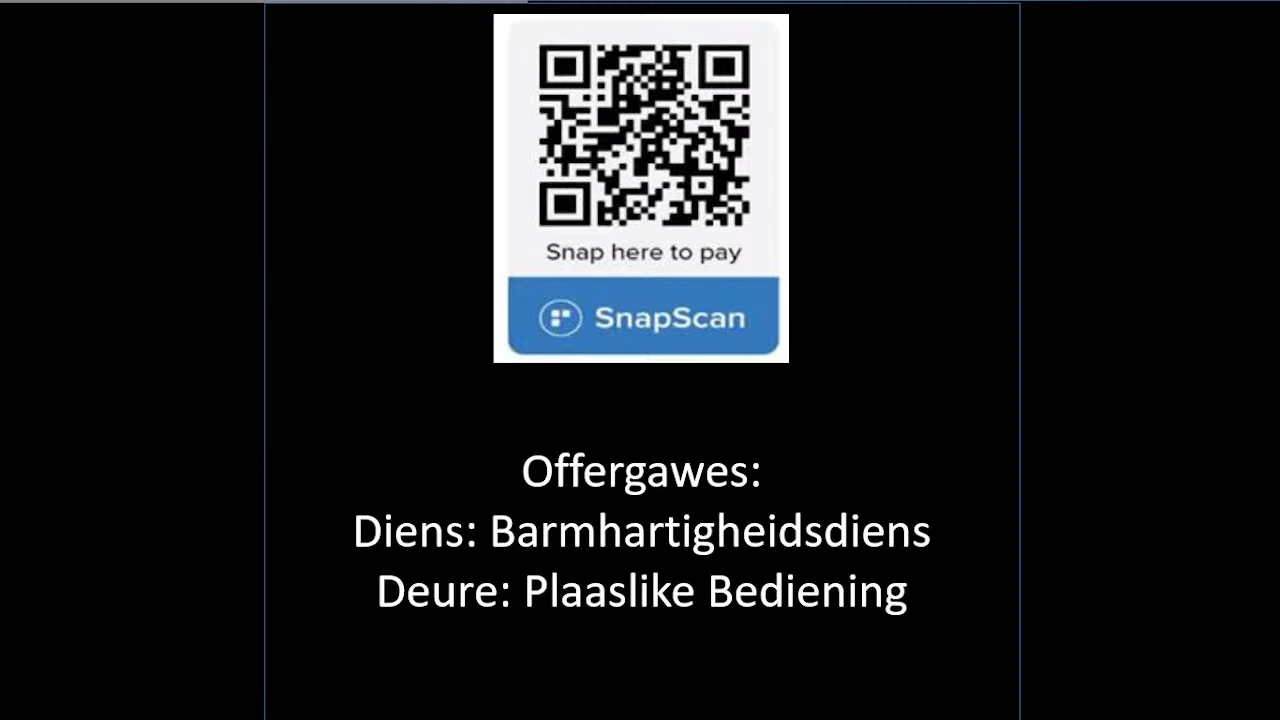 Snap here to pay
SnapScan
Offergawes:
Diens: Barmhartigheidsdiens
Deure: Plaaslike Bediening